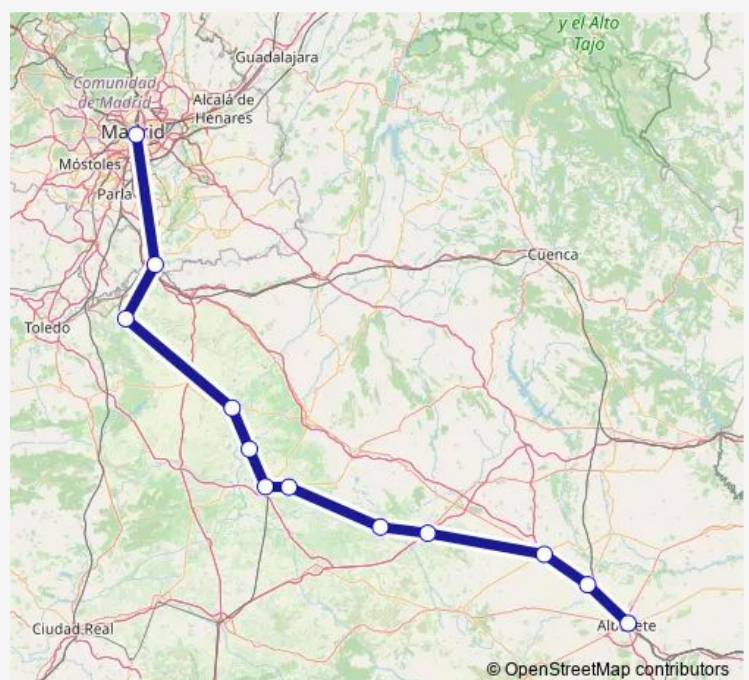 y el Alto
Tajo
Guadalajara
Comunidad
de Madrid
Alcalá de
Henares
Madrid
Móstoles
Parla
Cuenca
Toledo
Ciudad Real
Albacete
© OpenStreetMap contributors